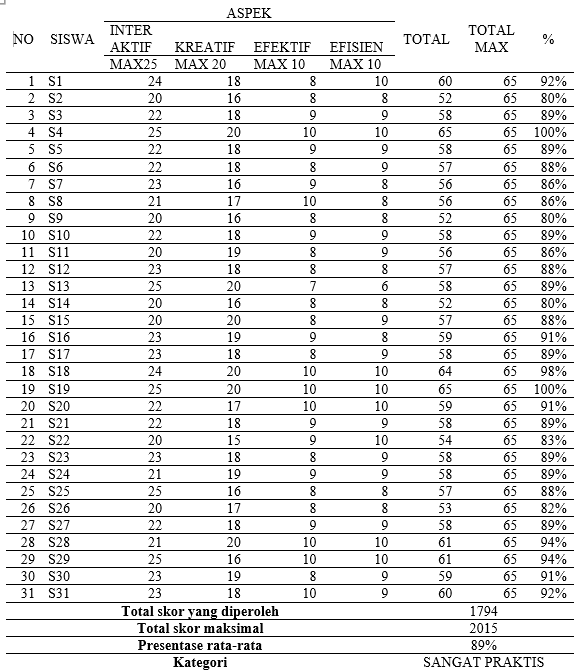 ASPEK
NO SISWA INTER AKTIF KREATIF EFEKTIF EFISIEN TOTAL TOTAL MAX %
MAX25 MAX 20 MAX 10 MAX 10
1 S1 24 18 8 10 60 65 92%
2 S2 20 16 8 8 52 65 80%
3 S3 22 18 9 9 58 65 89%
4 S4 25 20 10 10 65 65 100%
5 S5 22 18 9 9 58 65 89%
6 S6 22 18 8 9 57 65 88%
7 S7 23 16 9 8 56 65 86%
8 S8 21 17 10 8 56 65 86%
9 S9 20 16 8 8 52 65 80%
10 S10 22 18 9 9 58 65 89%
11 S11 20 19 8 9 56 65 86%
12 S12 23 18 8 8 57 65 88%
13 S13 25 20 7 6 58 65 89%
14 S14 20 16 8 8 52 65 80%
15 S15 20 20 8 9 57 65 88%
16 S16 23 19 9 8 59 65 91%
17 S17 23 18 8 9 58 65 89%
18 S18 24 20 10 10 64 65 98%
19 S19 25 20 10 10 65 65 100%
20 S20 22 17 10 10 59 65 91%
21 S21 22 18 9 9 58 65 89%
22 S22 20 15 9 10 54 65 83%
23 S23 23 18 8 9 58 65 89%
24 S24 21 19 9 9 58 65 89%
25 S25 25 16 8 8 57 65 88%
26 S26 20 17 8 8 53 65 82%
27 S27 22 18 9 9 58 65 89%
28 S28 21 20 10 10 61 65 94%
29 S29 25 16 10 10 61 65 94%
30 S30 23 19 8 9 59 65 91%
31 S31 23 18 10 9 60 65 92%
Total skor yang diperoleh 1794
Total skor maksimal 2015
Presentase rata-rata 89%
Kategori SANGAT PRAKTIS